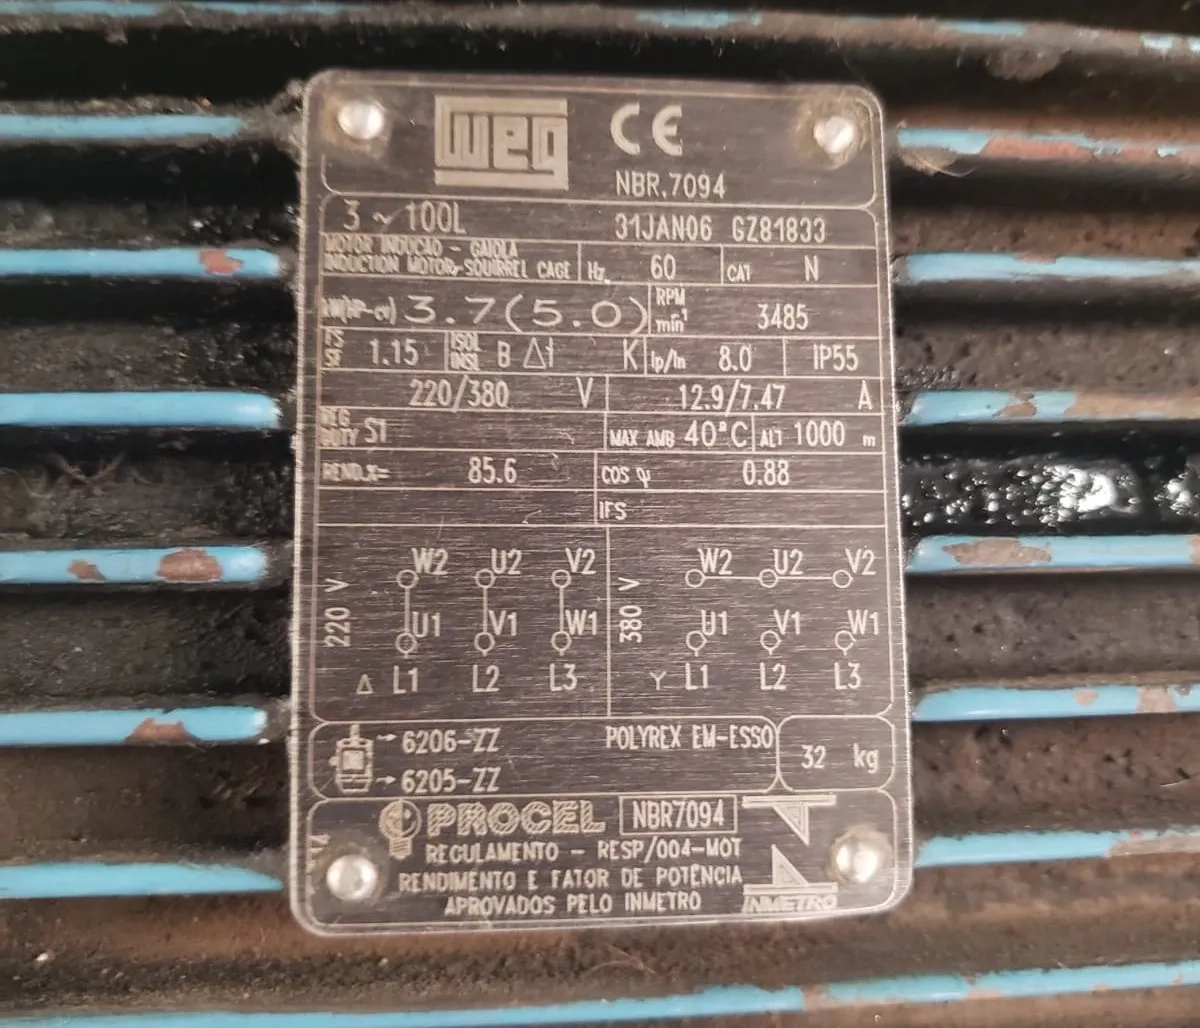 WEG CE
NBR.7094
3 ~ 100L 31JAN06 GZ81833
MOTOR INDUCAO - GAIOLA
INDUCTION MOTOR-SQUIRREL CAGE Hz 60 CAT N
kW(HP-cv) 3.7(5.0) RPM min-1 3485
FS SF 1.15 ISOL INSL B Δt K Ip/In 8.0 IP55
220/380 V 12.9/7.47 A
REG DUTY S1 MAX AMB 40°C ALT 1000 m
REND.%= 85.6 COS φ 0.88
IFS
W2 U2 V2 W2 U2 V2
220 V U1 V1 W1 380 V U1 V1 W1
Δ L1 L2 L3 Y L1 L2 L3
6206-ZZ POLYREX EM-ESSO
6205-ZZ 32 kg
PROCEL NBR7094
REGULAMENTO - RESP/004-MOT
RENDIMENTO E FATOR DE POTÊNCIA
APROVADOS PELO INMETRO INMETRO